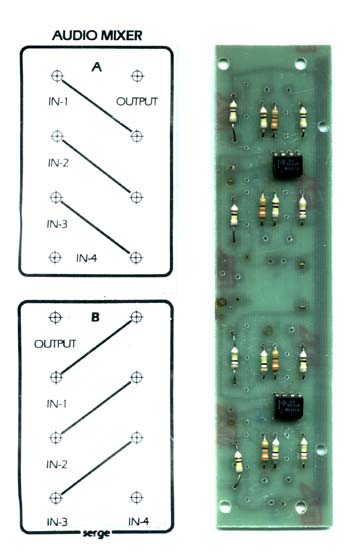 AUDIO MIXER
A
IN-1 OUTPUT
IN-2
IN-3
IN-4
B
OUTPUT
IN-1
IN-2
IN-3 IN-4
serge